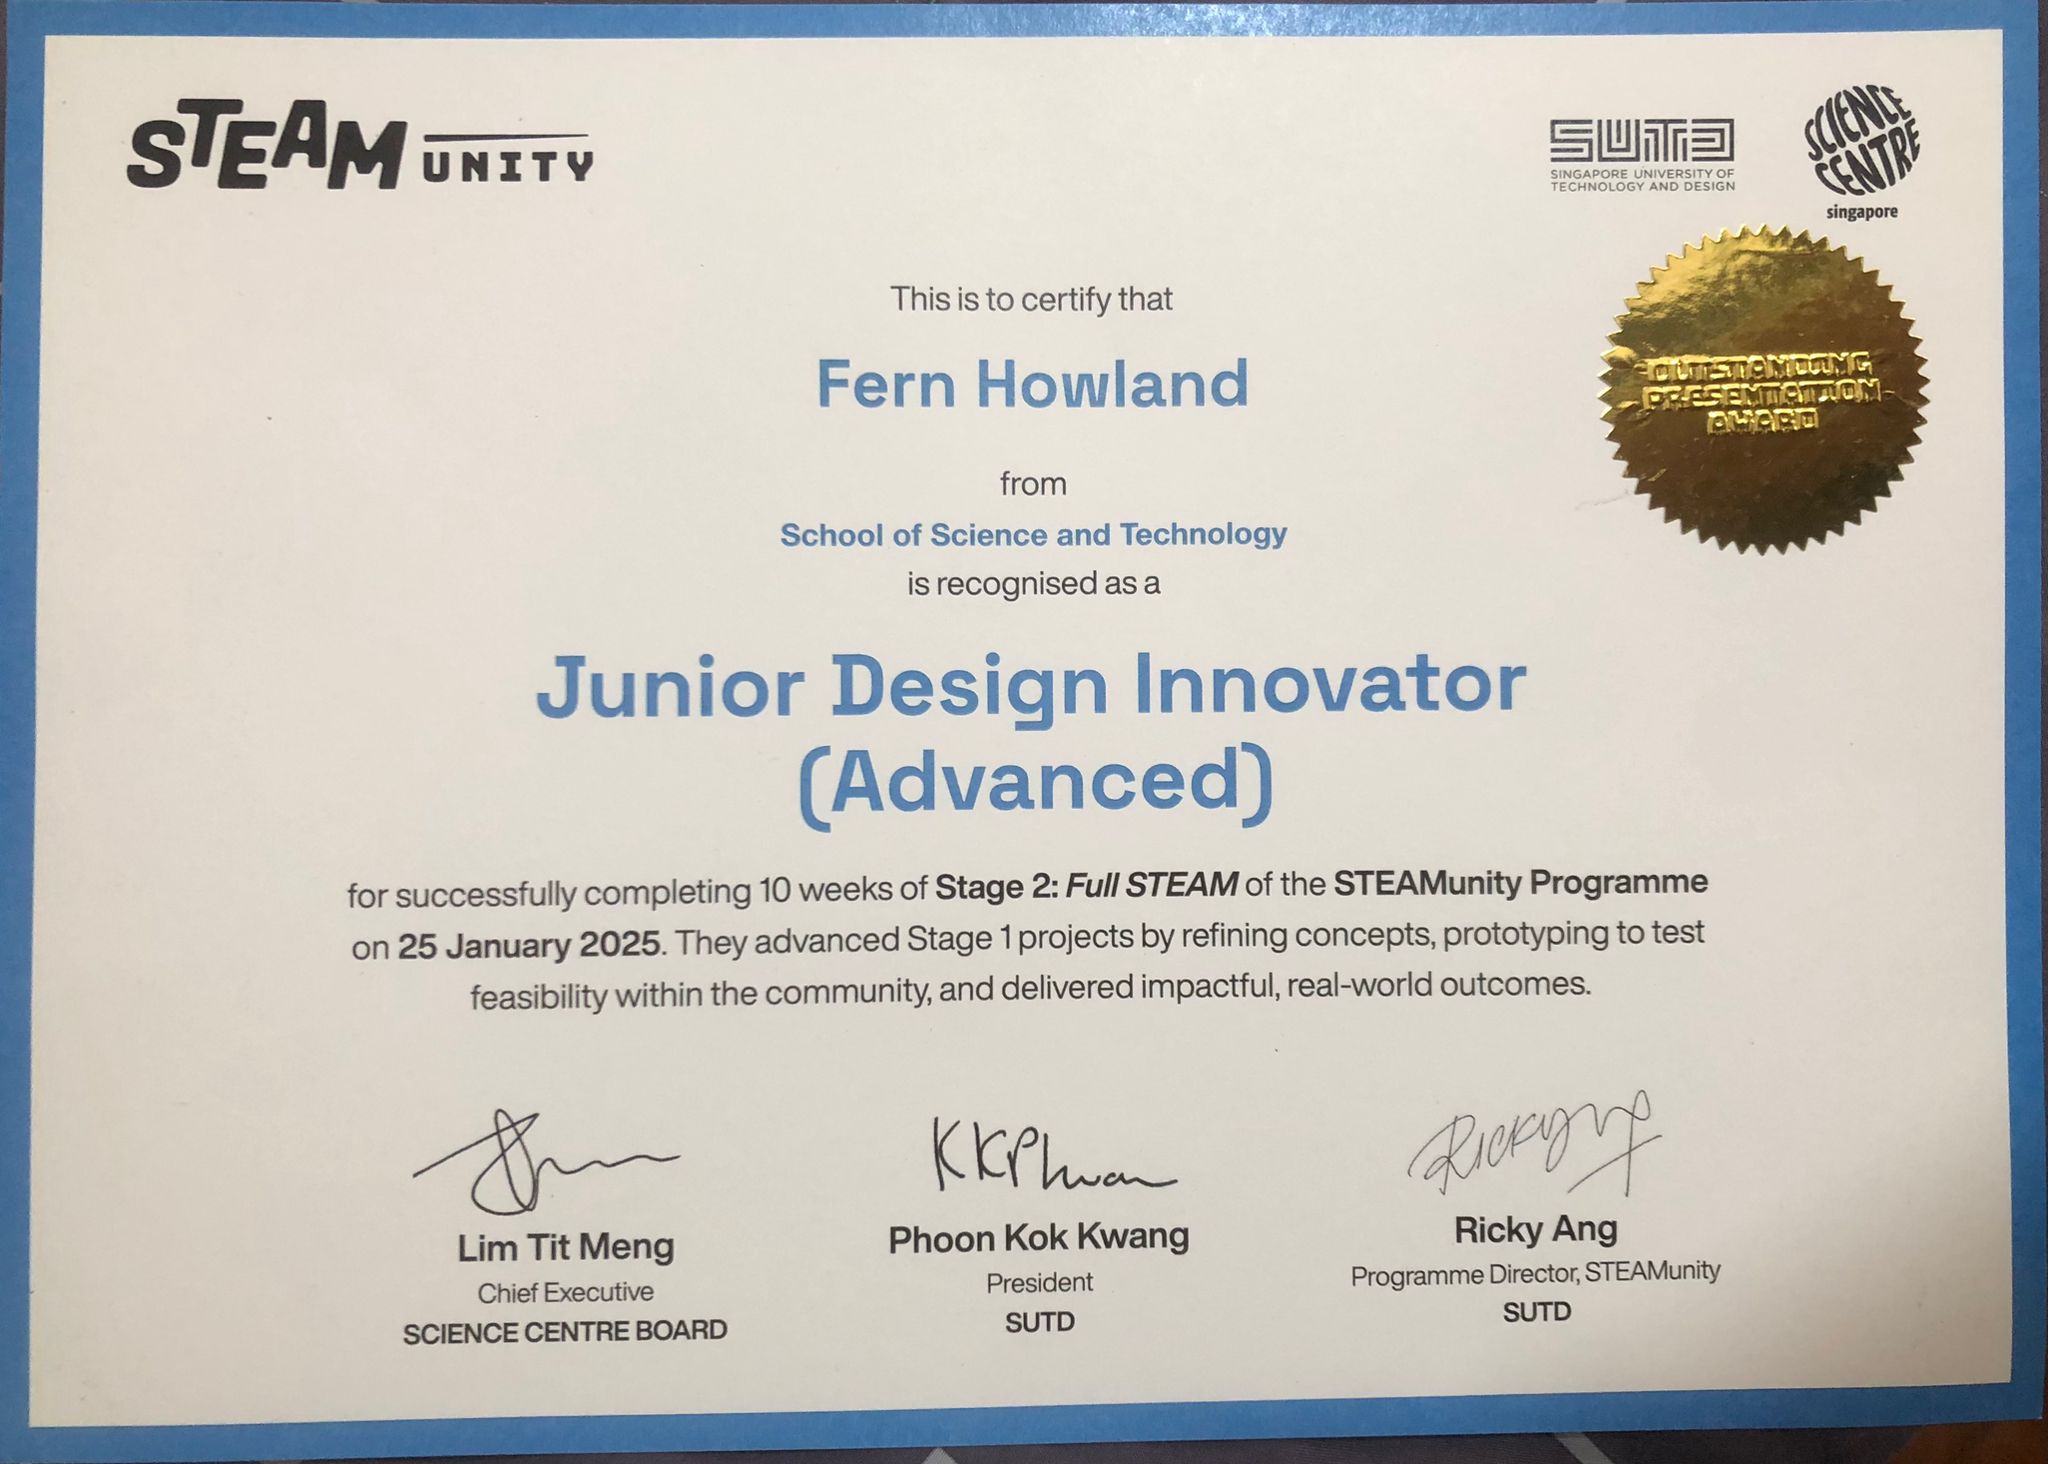 STEAM UNITY
SUTD
SINGAPORE UNIVERSITY OF
TECHNOLOGY AND DESIGN
SCIENCE
CENTRE
singapore
OUTSTANDING
PRESENTATION
AWARD
This is to certify that
Fern Howland
from
School of Science and Technology
is recognised as a
Junior Design Innovator
(Advanced)
for successfully completing 10 weeks of Stage 2: Full STEAM of the STEAMunity Programme
on 25 January 2025. They advanced Stage 1 projects by refining concepts, prototyping to test
feasibility within the community, and delivered impactful, real-world outcomes.
KKPhoon
Ricky
Lim Tit Meng
Chief Executive
SCIENCE CENTRE BOARD
Phoon Kok Kwang
President
SUTD
Ricky Ang
Programme Director, STEAMunity
SUTD